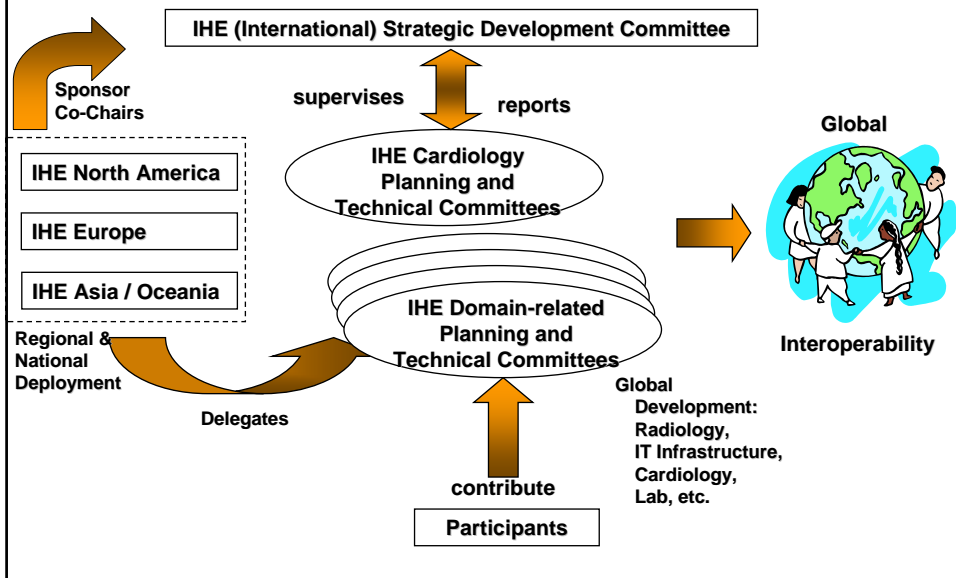 IHE (International) Strategic Development Committee
Sponsor
Co-Chairs
supervises
reports
Global
IHE North America
IHE Europe
IHE Asia / Oceania
IHE Cardiology
Planning and
Technical Committees
IHE Domain-related
Planning and
Technical Committees
Interoperability
Regional &
National
Deployment
Delegates
Global
Development:
Radiology,
IT Infrastructure,
Cardiology,
Lab, etc.
contribute
Participants